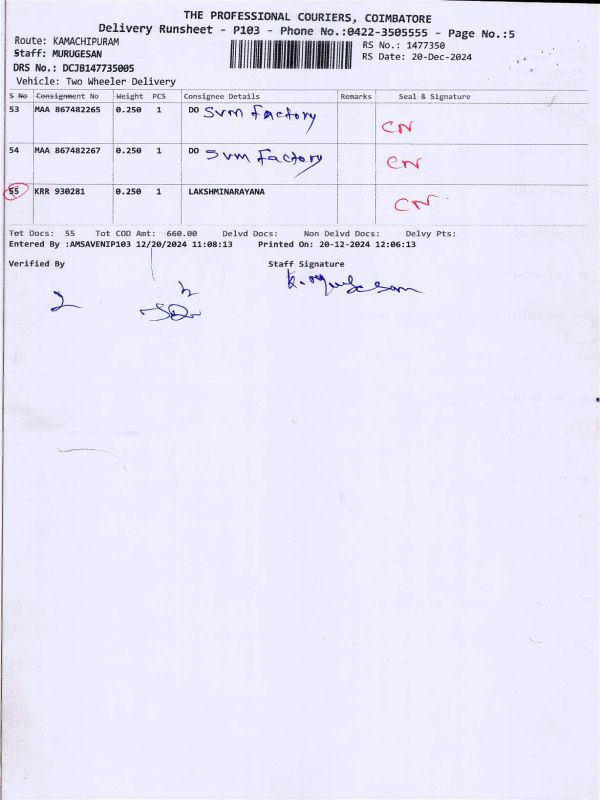 THE PROFESSIONAL COURIERS, COIMBATORE
Delivery Runsheet - P103 - Phone No.:0422-3505555 - Page No.:5
Route: KAMACHIPURAM
RS No.: 1477350
Staff: MURUGESAN
RS Date: 20-Dec-2024
DRS No.: DCJB147735005
Vehicle: Two Wheeler Delivery
S No Consignment No Weight PCS Consignee Details Remarks Seal & Signature
53 MAA 867482265 0.250 1 DO Svm factory CN
54 MAA 867482267 0.250 1 DO Svm factory CN
55 KRR 930281 0.250 1 LAKSHMINARAYANA CN
Tot Docs: 55 Tot COD Amt: 660.00 Delvd Docs: Non Delvd Docs: Delvy Pts:
Entered By :AMSAVENIP103 12/20/2024 11:08:13 Printed On: 20-12-2024 12:06:13
Verified By Staff Signature
K. Murugesan